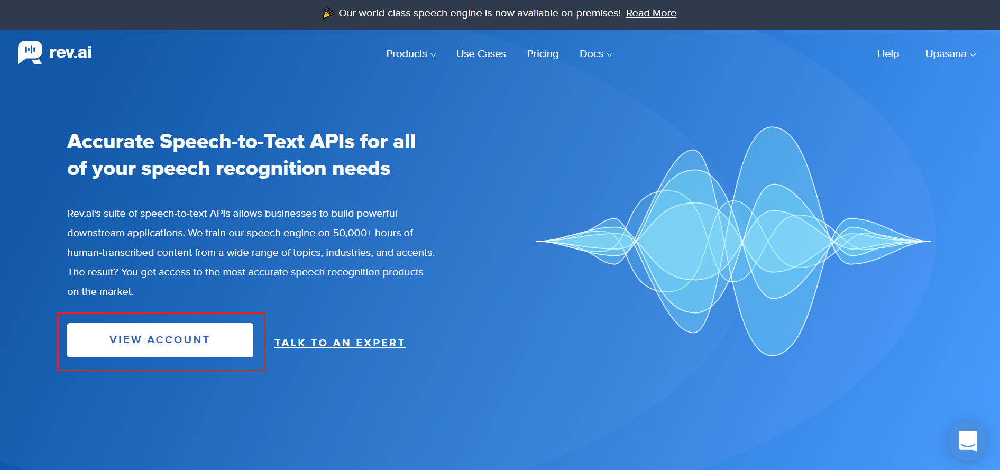 Our world-class speech engine is now available on-premises! Read More
rev.ai
Products
Use Cases
Pricing
Docs
Help
Upasana
Accurate Speech-to-Text APIs for all
of your speech recognition needs
Rev.ai's suite of speech-to-text APIs allows businesses to build powerful
downstream applications. We train our speech engine on 50,000+ hours of
human-transcribed content from a wide range of topics, industries, and accents.
The result? You get access to the most accurate speech recognition products
on the market.
VIEW ACCOUNT
TALK TO AN EXPERT